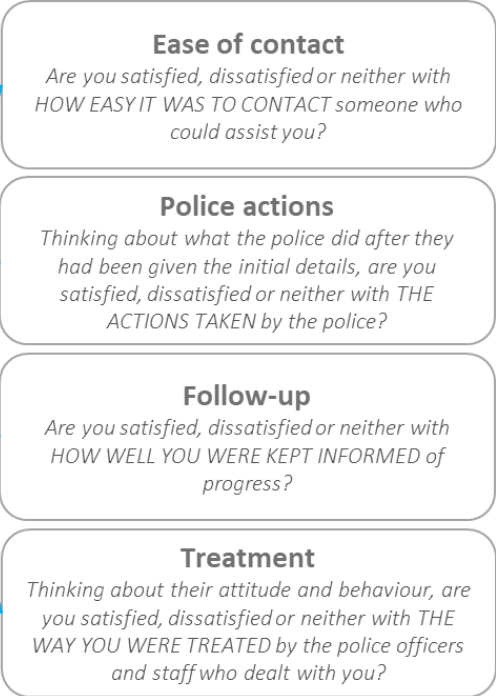 Ease of contact
Are you satisfied, dissatisfied or neither with
HOW EASY IT WAS TO CONTACT someone who
could assist you?
Police actions
Thinking about what the police did after they
had been given the initial details, are you
satisfied, dissatisfied or neither with THE
ACTIONS TAKEN by the police?
Follow-up
Are you satisfied, dissatisfied or neither with
HOW WELL YOU WERE KEPT INFORMED of
progress?
Treatment
Thinking about their attitude and behaviour, are
you satisfied, dissatisfied or neither with THE
WAY YOU WERE TREATED by the police officers
and staff who dealt with you?